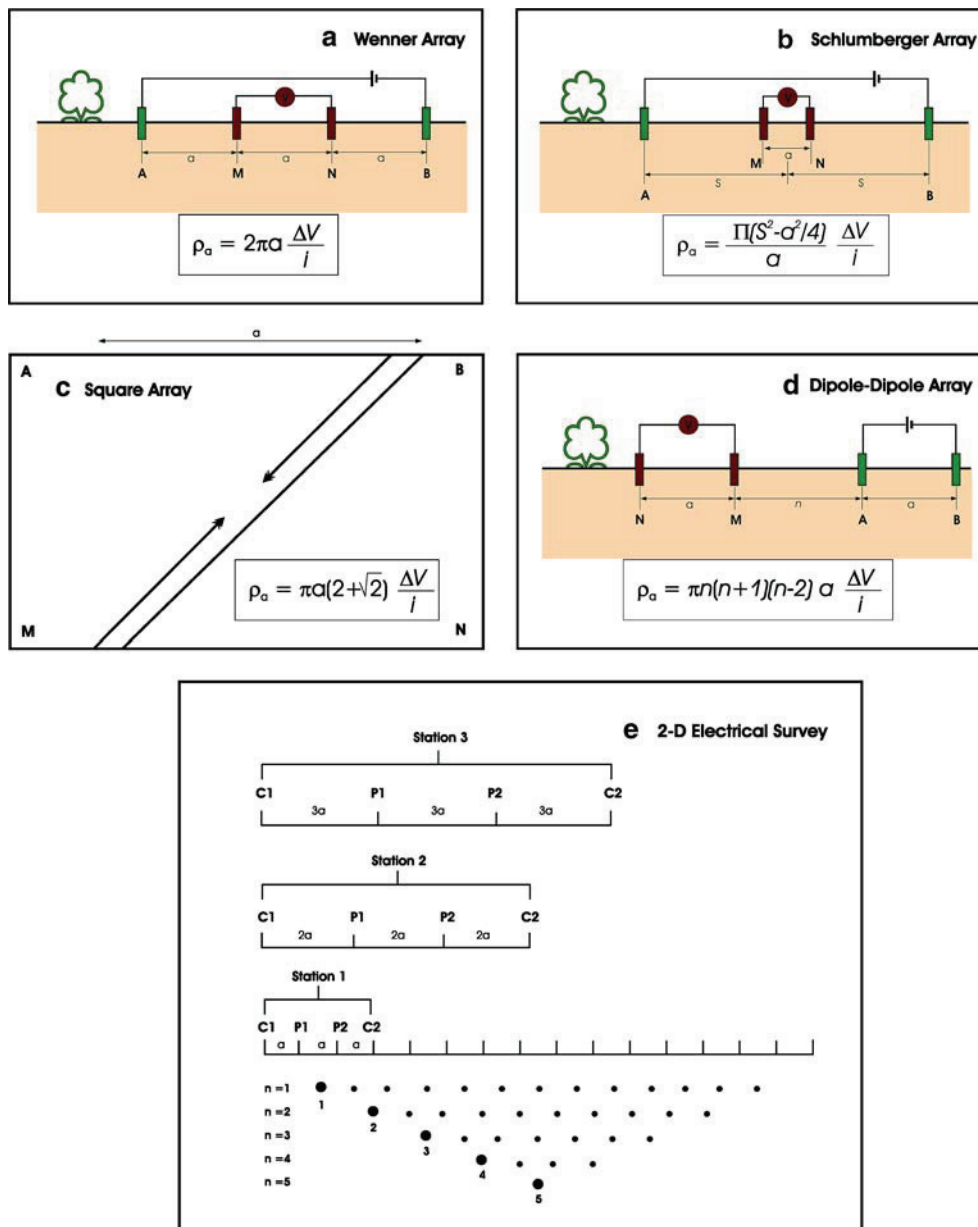 a Wenner Array
V
a a a
A M N B
ρa = 2πa ΔV/i
b Schlumberger Array
V
M a N
S S
A B
ρa = Π(S²-a²/4)/a ΔV/i
a
A B
c Square Array
ρa = πa(2+√2) ΔV/i
M N
d Dipole-Dipole Array
V
a n a
N M A B
ρa = πn(n+1)(n-2) a ΔV/i
e 2-D Electrical Survey
Station 3
C1 P1 P2 C2
3a 3a 3a
Station 2
C1 P1 P2 C2
2a 2a 2a
Station 1
C1 P1 P2 C2
a a a
n =1
1
n =2
2
n =3
3
n =4
4
n =5
5